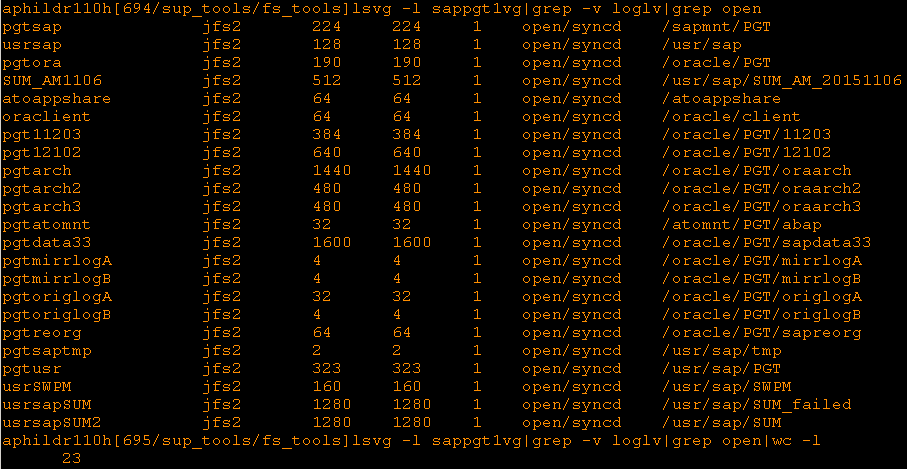 aphildr110h[694/sup_tools/fs_tools]lsvg -l sappgt1vg|grep -v loglv|grep open
pgtsap jfs2 224 224 1 open/syncd /sapmnt/PGT
usrsap jfs2 128 128 1 open/syncd /usr/sap
pgtora jfs2 190 190 1 open/syncd /oracle/PGT
SUM_AM1106 jfs2 512 512 1 open/syncd /usr/sap/SUM_AM_20151106
atoappshare jfs2 64 64 1 open/syncd /atoappshare
oraclient jfs2 64 64 1 open/syncd /oracle/client
pgt11203 jfs2 384 384 1 open/syncd /oracle/PGT/11203
pgt12102 jfs2 640 640 1 open/syncd /oracle/PGT/12102
pgtarch jfs2 1440 1440 1 open/syncd /oracle/PGT/oraarch
pgtarch2 jfs2 480 480 1 open/syncd /oracle/PGT/oraarch2
pgtarch3 jfs2 480 480 1 open/syncd /oracle/PGT/oraarch3
pgtatomnt jfs2 32 32 1 open/syncd /atomnt/PGT/abap
pgtdata33 jfs2 1600 1600 1 open/syncd /oracle/PGT/sapdata33
pgtmirrlogA jfs2 4 4 1 open/syncd /oracle/PGT/mirrlogA
pgtmirrlogB jfs2 4 4 1 open/syncd /oracle/PGT/mirrlogB
pgtoriglogA jfs2 32 32 1 open/syncd /oracle/PGT/origlogA
pgtoriglogB jfs2 4 4 1 open/syncd /oracle/PGT/origlogB
pgtreorg jfs2 64 64 1 open/syncd /oracle/PGT/sapreorg
pgtsaptmp jfs2 2 2 1 open/syncd /usr/sap/tmp
pgtusr jfs2 323 323 1 open/syncd /usr/sap/PGT
usrSWPM jfs2 160 160 1 open/syncd /usr/sap/SWPM
usrsapSUM jfs2 1280 1280 1 open/syncd /usr/sap/SUM_failed
usrsapSUM2 jfs2 1280 1280 1 open/syncd /usr/sap/SUM
aphildr110h[695/sup_tools/fs_tools]lsvg -l sappgt1vg|grep -v loglv|grep open|wc -l
23